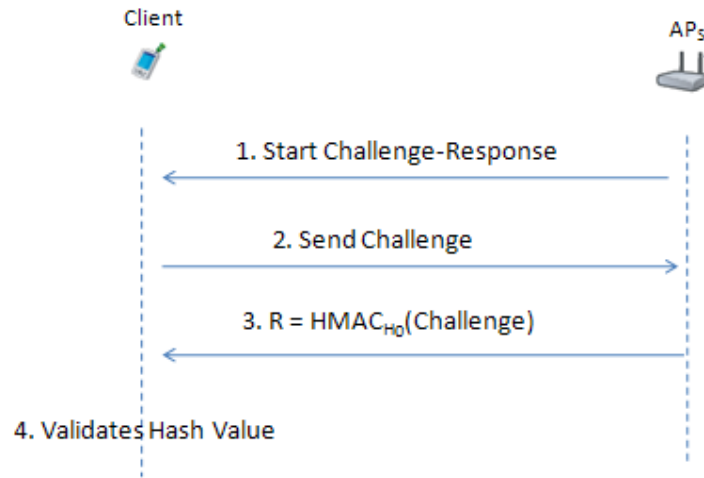 Client
APs
1. Start Challenge-Response
2. Send Challenge
3. R = HMACH0(Challenge)
4. Validates Hash Value